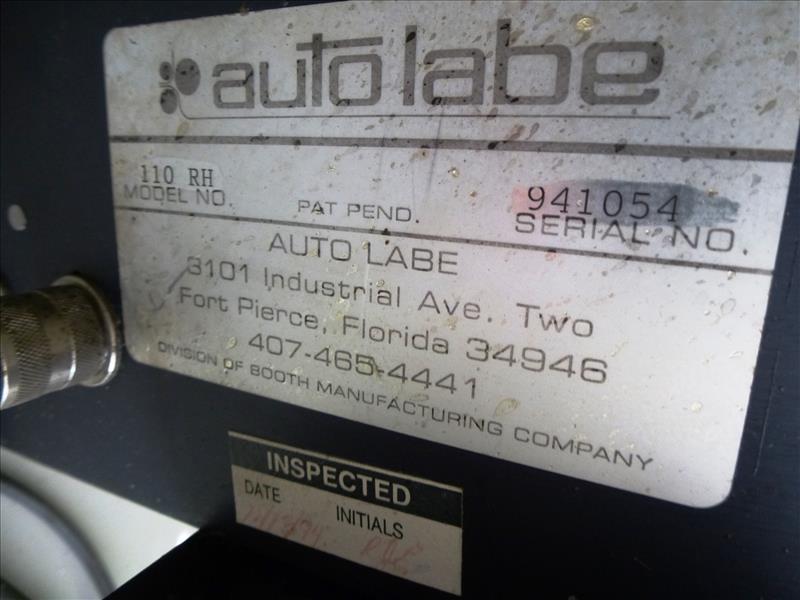 auto labe
110 RH
MODEL NO.
PAT PEND.
941054
SERIAL NO.
AUTO LABE
3101 Industrial Ave. Two
Fort Pierce, Florida 34946
407-465-4441
DIVISION OF BOOTH MANUFACTURING COMPANY
INSPECTED
DATE INITIALS